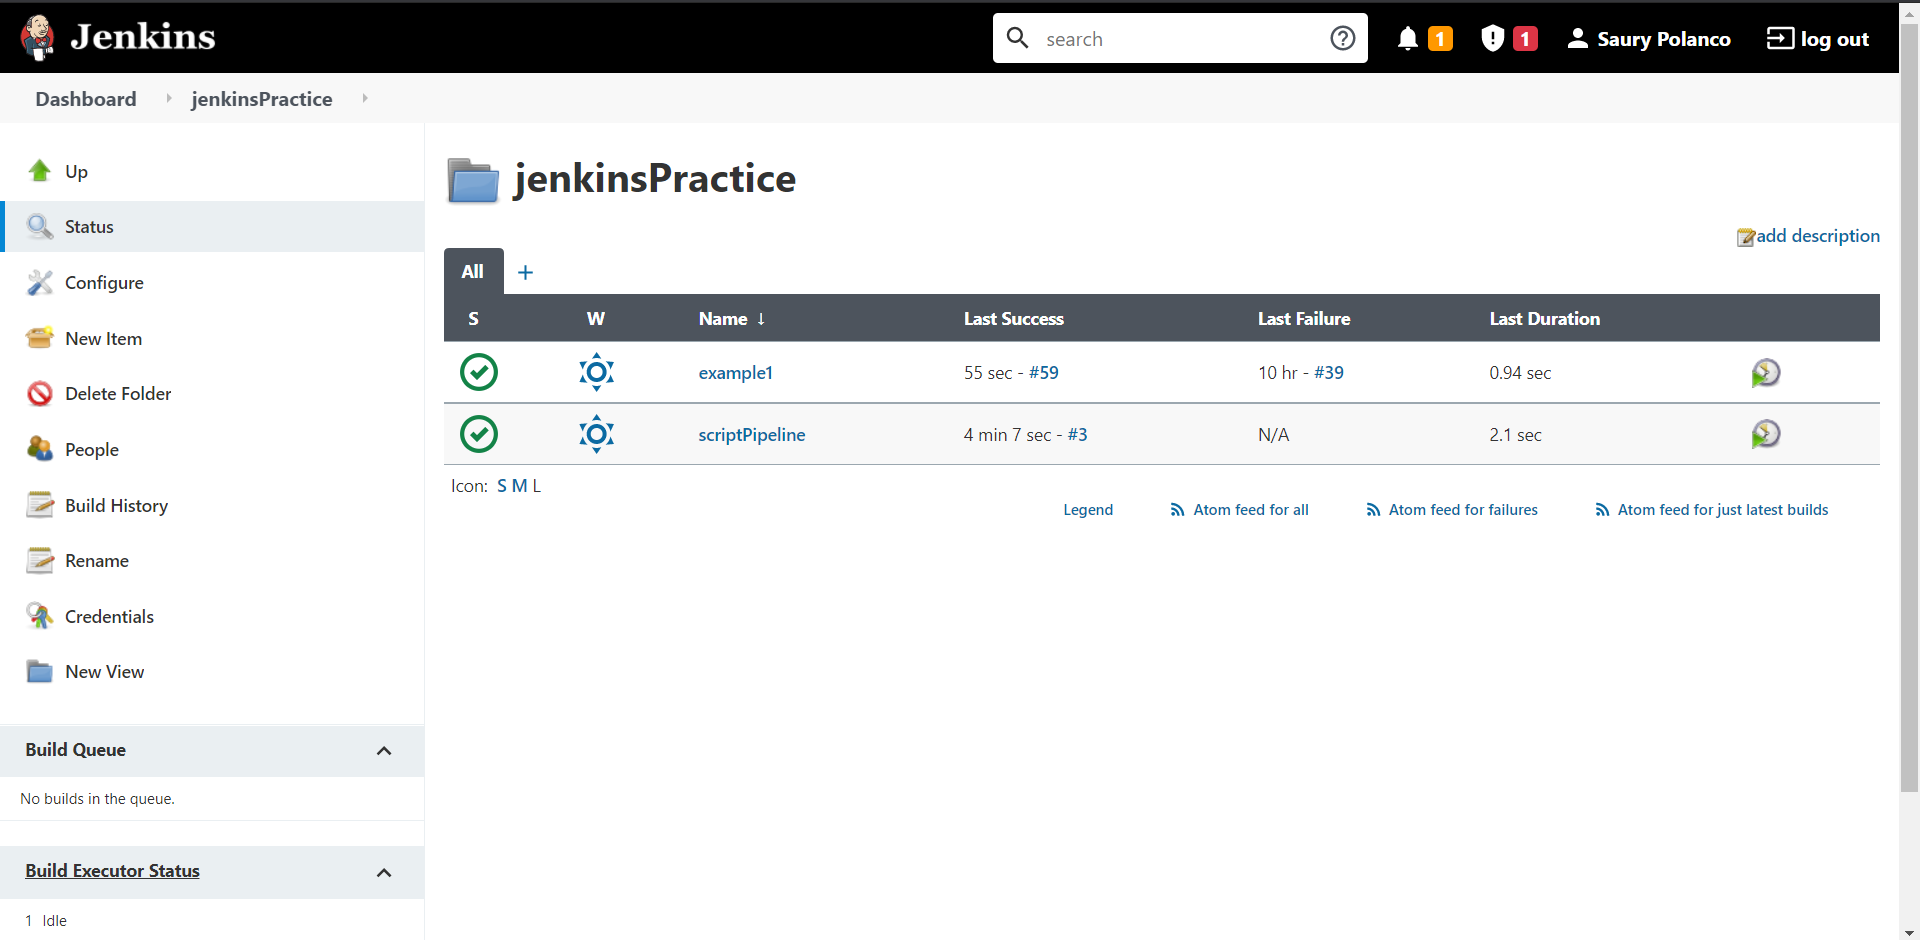 Jenkins
search
1
1
Saury Polanco
log out
Dashboard
jenkinsPractice
Up
Status
Configure
New Item
Delete Folder
People
Build History
Rename
Credentials
New View
Build Queue
No builds in the queue.
Build Executor Status
1 Idle
jenkinsPractice
add description
All +
S W Name ↓ Last Success Last Failure Last Duration
example1 55 sec - #59 10 hr - #39 0.94 sec
scriptPipeline 4 min 7 sec - #3 N/A 2.1 sec
Icon: S M L
Legend Atom feed for all Atom feed for failures Atom feed for just latest builds